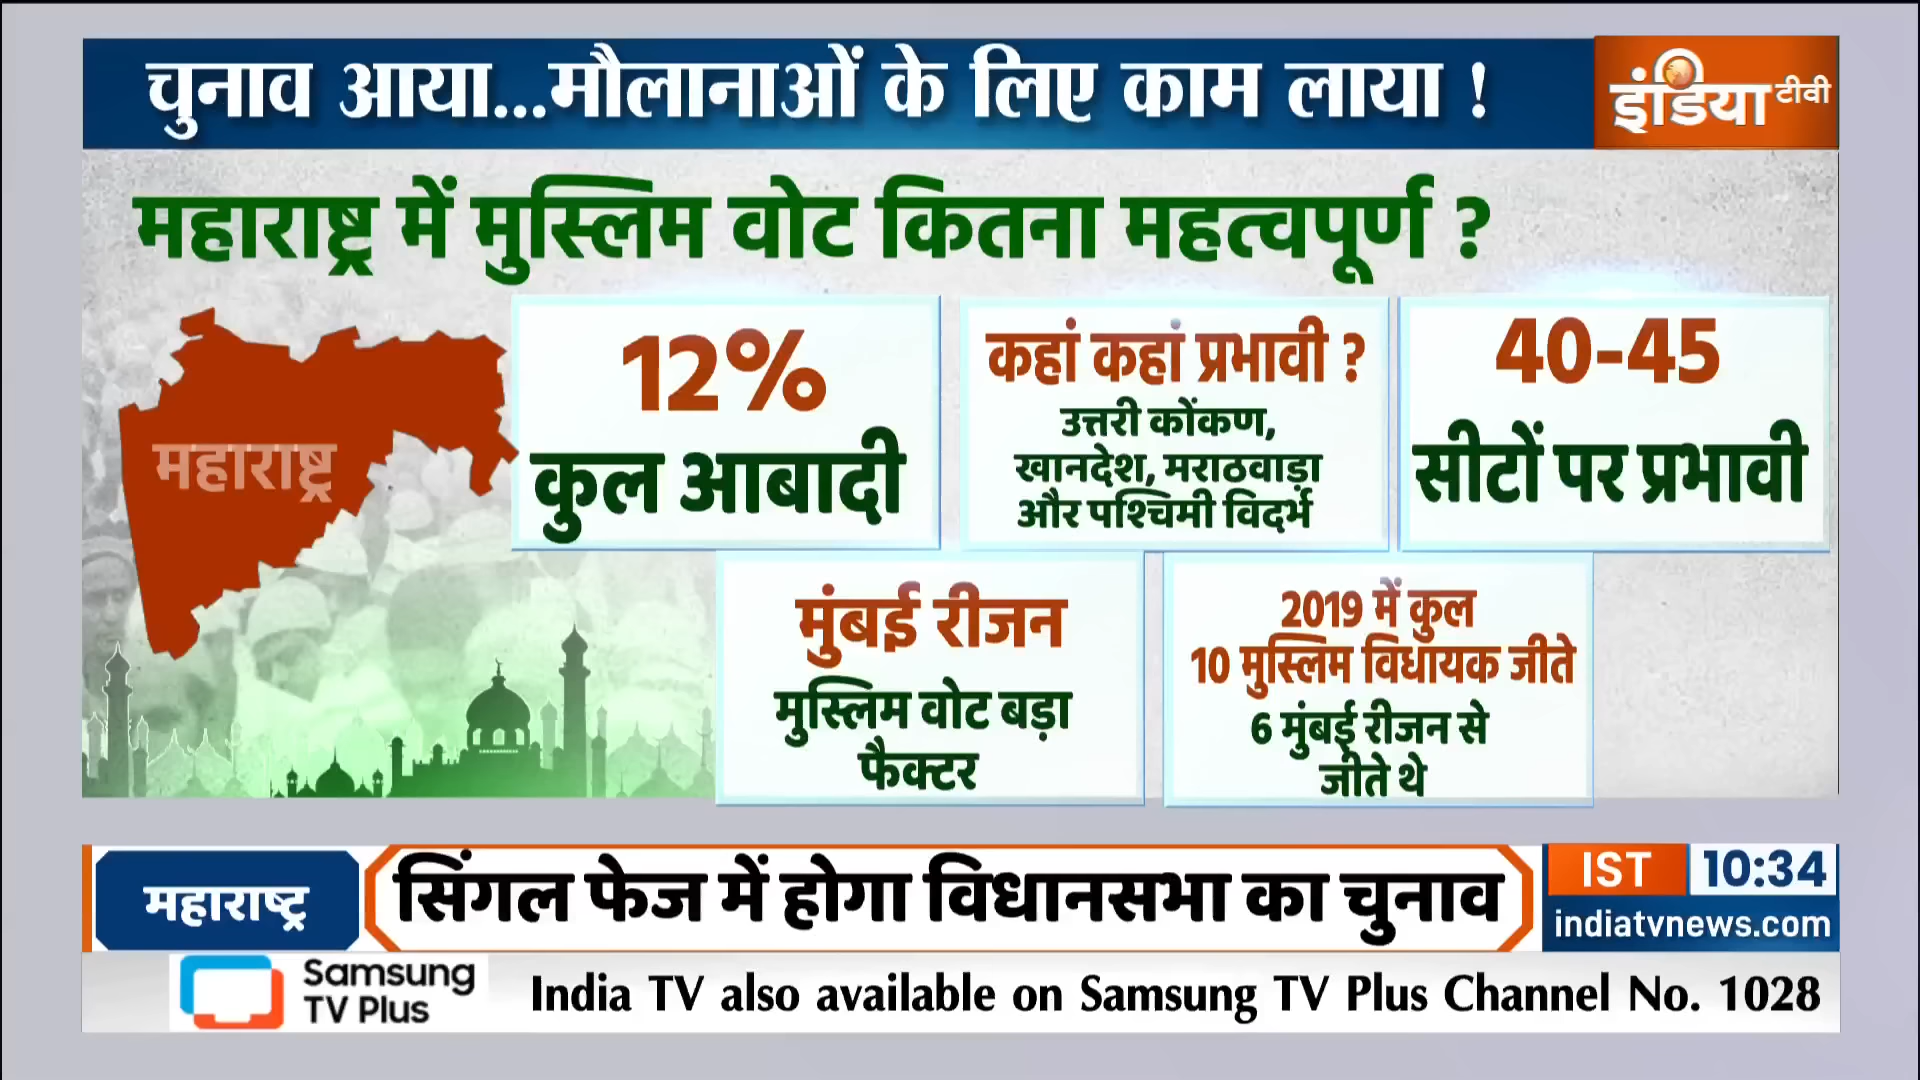 चुनाव आया...मौलानाओं के लिए काम लाया !
इंडिया टीवी
महाराष्ट्र में मुस्लिम वोट कितना महत्वपूर्ण ?
महाराष्ट्र
12%
कुल आबादी
कहां कहां प्रभावी ?
उत्तरी कोंकण,
खानदेश, मराठवाड़ा
और पश्चिमी विदर्भ
40-45
सीटों पर प्रभावी
मुंबई रीजन
मुस्लिम वोट बड़ा
फैक्टर
2019 में कुल
10 मुस्लिम विधायक जीते
6 मुंबई रीजन से
जीते थे
महाराष्ट्र
सिंगल फेज में होगा विधानसभा का चुनाव
IST 10:34
indiatvnews.com
Samsung
TV Plus
India TV also available on Samsung TV Plus Channel No. 1028